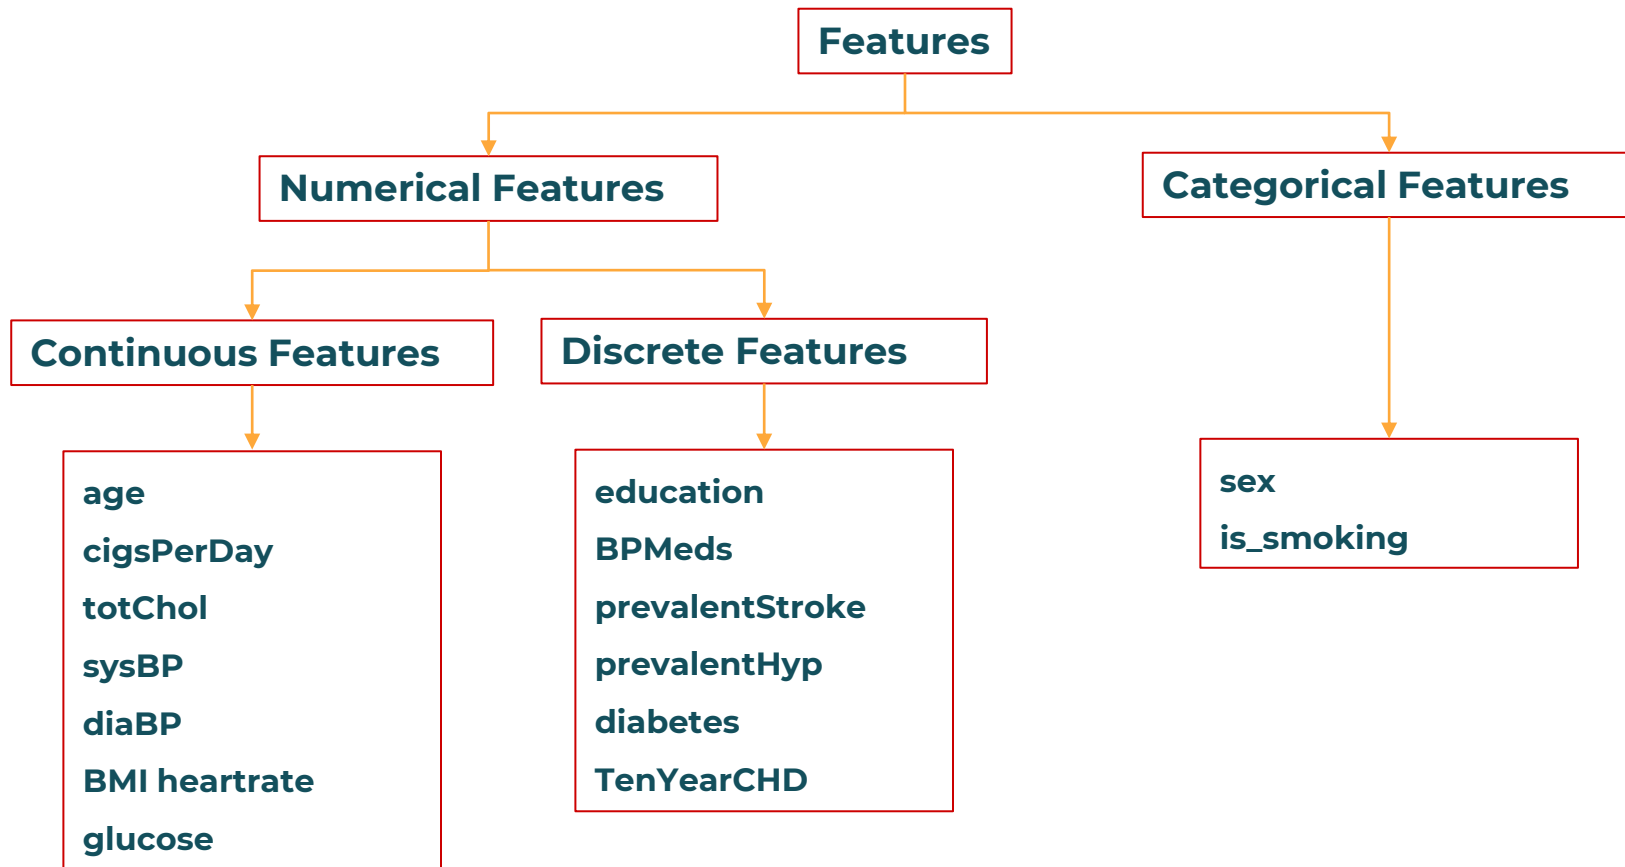 Features
Numerical Features
Categorical Features
Continuous Features
Discrete Features
age
cigsPerDay
totChol
sysBP
diaBP
BMI heartrate
glucose
education
BPMeds
prevalentStroke
prevalentHyp
diabetes
TenYearCHD
sex
is_smoking